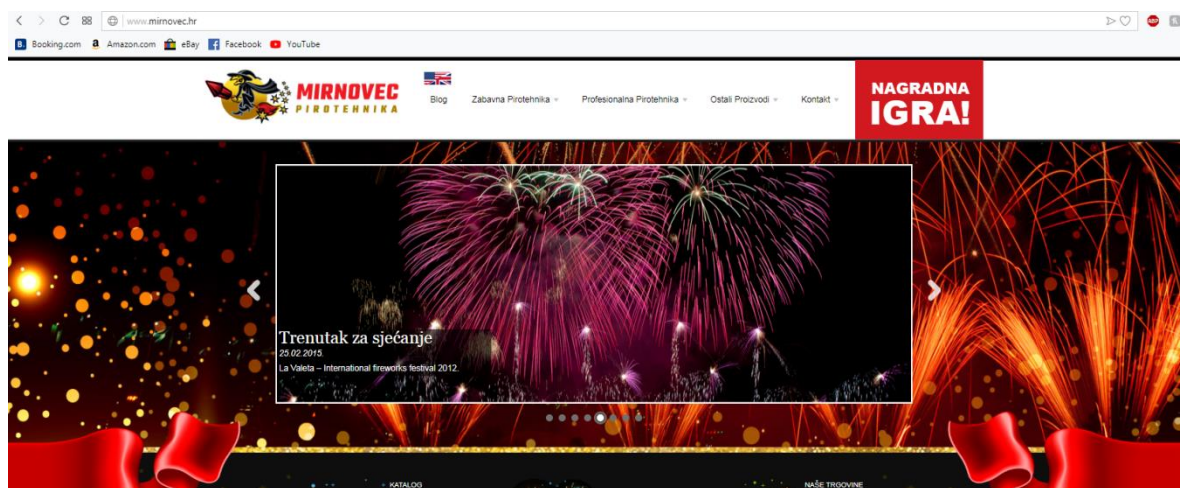 www.mirnovec.hr
ABP
B. Booking.com a Amazon.com eBay f Facebook YouTube
MIRNOVEC
PIROTEHNIKA
Blog Zabavna Pirotehnika Profesionalna Pirotehnika Ostali Proizvodi Kontakt
NAGRADNA
IGRA!
Trenutak za sjećanje
25.02.2015.
La Valeta – International fireworks festival 2012.
KATALOG NAŠE TRGOVINE